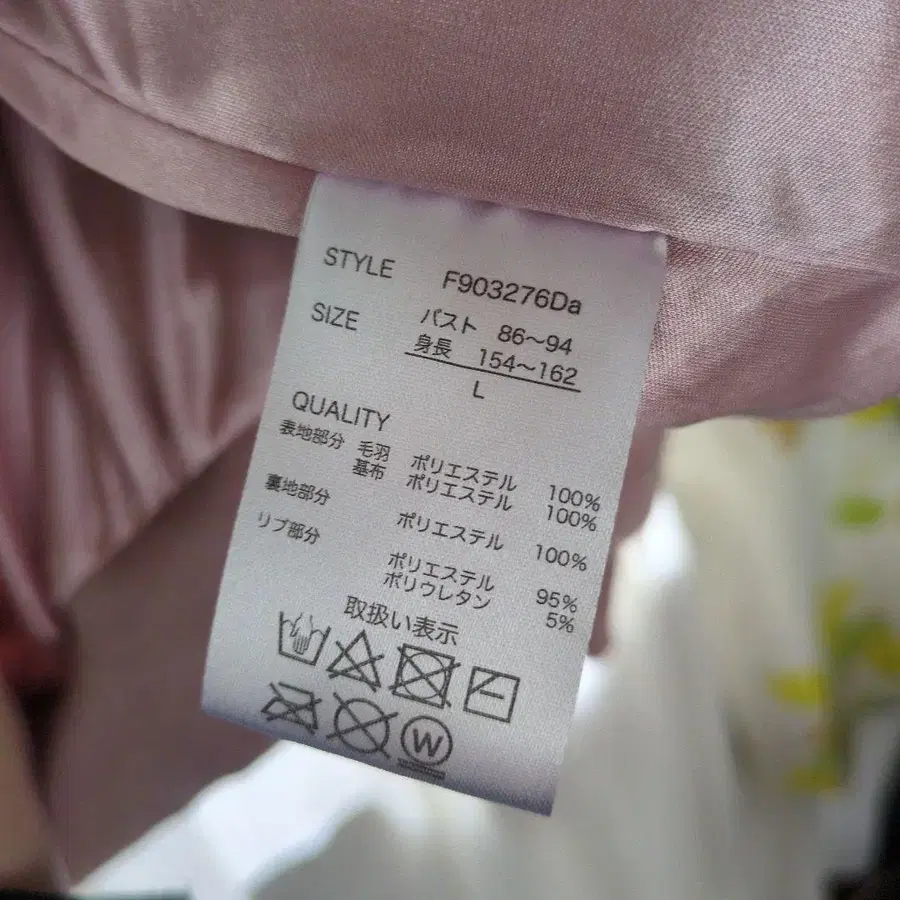 STYLE F903276Da
SIZE バスト 86～94
身長 154～162
L
QUALITY
表地部分 毛羽 ポリエステル 100%
基布 ポリエステル 100%
裏地部分 ポリエステル 100%
リブ部分 ポリエステル 95%
ポリウレタン 5%
取扱い表示
W